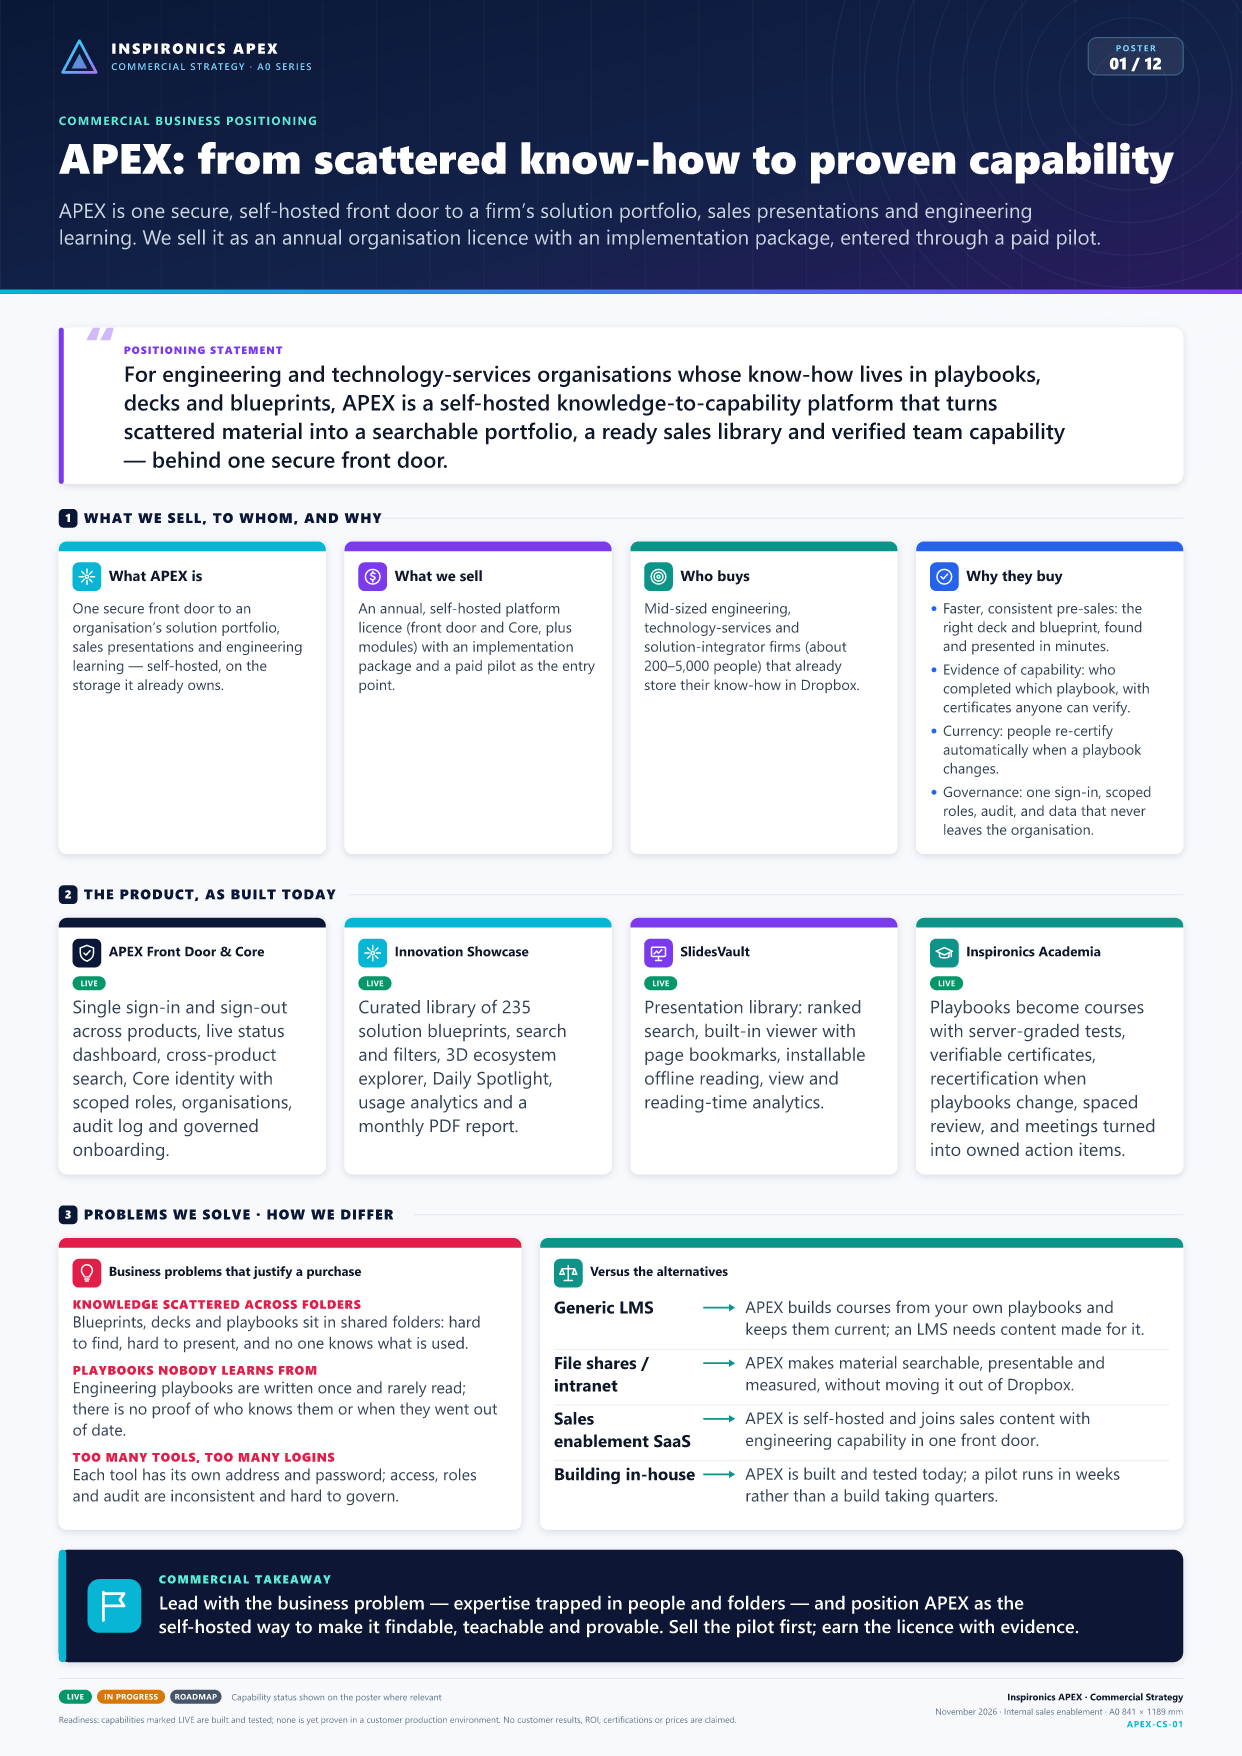 INSPIRONICS APEX
COMMERCIAL STRATEGY · A0 SERIES
POSTER
01 / 12
COMMERCIAL BUSINESS POSITIONING
APEX: from scattered know-how to proven capability
APEX is one secure, self-hosted front door to a firm’s solution portfolio, sales presentations and engineering
learning. We sell it as an annual organisation licence with an implementation package, entered through a paid pilot.
“
POSITIONING STATEMENT
For engineering and technology-services organisations whose know-how lives in playbooks,
decks and blueprints, APEX is a self-hosted knowledge-to-capability platform that turns
scattered material into a searchable portfolio, a ready sales library and verified team capability
— behind one secure front door.
1 WHAT WE SELL, TO WHOM, AND WHY
What APEX is
One secure front door to an
organisation’s solution portfolio,
sales presentations and engineering
learning — self-hosted, on the
storage it already owns.
What we sell
An annual, self-hosted platform
licence (front door and Core, plus
modules) with an implementation
package and a paid pilot as the entry
point.
Who buys
Mid-sized engineering,
technology-services and
solution-integrator firms (about
200–5,000 people) that already
store their know-how in Dropbox.
Why they buy
• Faster, consistent pre-sales: the
right deck and blueprint, found
and presented in minutes.
• Evidence of capability: who
completed which playbook, with
certificates anyone can verify.
• Currency: people re-certify
automatically when a playbook
changes.
• Governance: one sign-in, scoped
roles, audit, and data that never
leaves the organisation.
2 THE PRODUCT, AS BUILT TODAY
APEX Front Door & Core
LIVE
Single sign-in and sign-out
across products, live status
dashboard, cross-product
search, Core identity with
scoped roles, organisations,
audit log and governed
onboarding.
Innovation Showcase
LIVE
Curated library of 235
solution blueprints, search
and filters, 3D ecosystem
explorer, Daily Spotlight,
usage analytics and a
monthly PDF report.
SlidesVault
LIVE
Presentation library: ranked
search, built-in viewer with
page bookmarks, installable
offline reading, view and
reading-time analytics.
Inspironics Academia
LIVE
Playbooks become courses
with server-graded tests,
verifiable certificates,
recertification when
playbooks change, spaced
review, and meetings turned
into owned action items.
3 PROBLEMS WE SOLVE · HOW WE DIFFER
Business problems that justify a purchase
KNOWLEDGE SCATTERED ACROSS FOLDERS
Blueprints, decks and playbooks sit in shared folders: hard
to find, hard to present, and no one knows what is used.
PLAYBOOKS NOBODY LEARNS FROM
Engineering playbooks are written once and rarely read;
there is no proof of who knows them or when they went out
of date.
TOO MANY TOOLS, TOO MANY LOGINS
Each tool has its own address and password; access, roles
and audit are inconsistent and hard to govern.
Versus the alternatives
Generic LMS
APEX builds courses from your own playbooks and
keeps them current; an LMS needs content made for it.
File shares /
intranet
APEX makes material searchable, presentable and
measured, without moving it out of Dropbox.
Sales
enablement SaaS
APEX is self-hosted and joins sales content with
engineering capability in one front door.
Building in-house
APEX is built and tested today; a pilot runs in weeks
rather than a build taking quarters.
COMMERCIAL TAKEAWAY
Lead with the business problem — expertise trapped in people and folders — and position APEX as the
self-hosted way to make it findable, teachable and provable. Sell the pilot first; earn the licence with evidence.
LIVE IN PROGRESS ROADMAP Capability status shown on the poster where relevant
Readiness: capabilities marked LIVE are built and tested; none is yet proven in a customer production environment. No customer results, ROI, certifications or prices are claimed.
Inspironics APEX · Commercial Strategy
November 2026 · Internal sales enablement · A0 841 × 1189 mm
APEX-CS-01